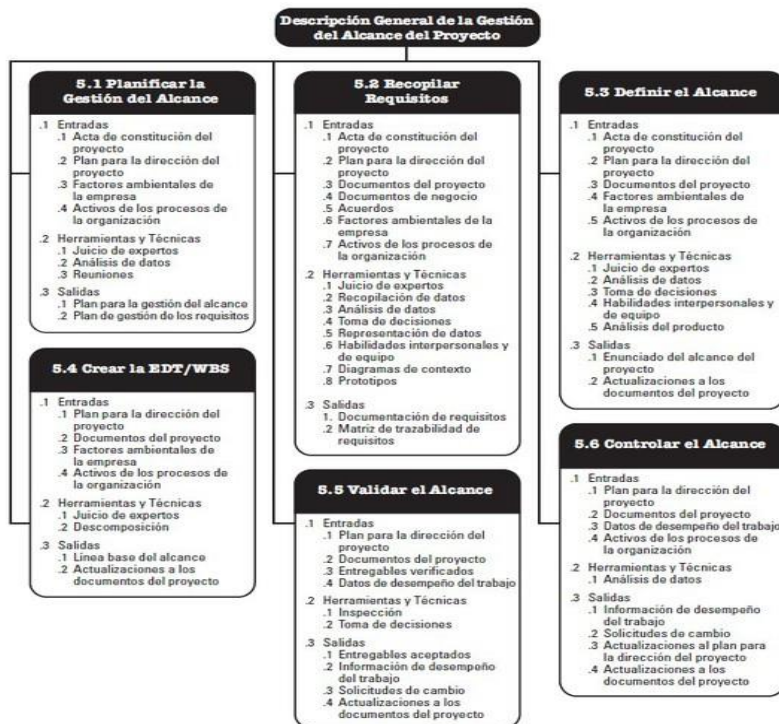 Descripción General de la Gestión
del Alcance del Proyecto
5.1 Planificar la
Gestión del Alcance
.1 Entradas
.1 Acta de constitución del
proyecto
.2 Plan para la dirección del
proyecto
.3 Factores ambientales de
la empresa
.4 Activos de los procesos de
la organización
.2 Herramientas y Técnicas
.1 Juicio de expertos
.2 Análisis de datos
.3 Reuniones
.3 Salidas
.1 Plan para la gestión del alcance
.2 Plan de gestión de los requisitos
5.2 Recopilar
Requisitos
.1 Entradas
.1 Acta de constitución del
proyecto
.2 Plan para la dirección del
proyecto
.3 Documentos del proyecto
.4 Documentos de negocio
.5 Acuerdos
.6 Factores ambientales de la
empresa
.7 Activos de los procesos de
la organización
.2 Herramientas y Técnicas
.1 Juicio de expertos
.2 Recopilación de datos
.3 Análisis de datos
.4 Toma de decisiones
.5 Representación de datos
.6 Habilidades interpersonales y
de equipo
.7 Diagramas de contexto
.8 Prototipos
.3 Salidas
1. Documentación de requisitos
.2 Matriz de trazabilidad de
requisitos
5.3 Definir el Alcance
.1 Entradas
.1 Acta de constitución del
proyecto
.2 Plan para la dirección del
proyecto
.3 Documentos del proyecto
.4 Factores ambientales de
la empresa
.5 Activos de los procesos de
la organización
.2 Herramientas y Técnicas
.1 Juicio de expertos
.2 Análisis de datos
.3 Toma de decisiones
.4 Habilidades interpersonales y
de equipo
.5 Análisis del producto
.3 Salidas
.1 Enunciado del alcance del
proyecto
.2 Actualizaciones a los
documentos del proyecto
5.4 Crear la EDT/WBS
.1 Entradas
.1 Plan para la dirección del
proyecto
.2 Documentos del proyecto
.3 Factores ambientales de
la empresa
.4 Activos de los procesos de
la organización
.2 Herramientas y Técnicas
.1 Juicio de expertos
.2 Descomposición
.3 Salidas
.1 Línea base del alcance
.2 Actualizaciones a los
documentos del proyecto
5.5 Validar el Alcance
.1 Entradas
.1 Plan para la dirección del
proyecto
.2 Documentos del proyecto
.3 Entregables verificados
.4 Datos de desempeño del trabajo
.2 Herramientas y Técnicas
.1 Inspección
.2 Toma de decisiones
.3 Salidas
.1 Entregables aceptados
.2 Información de desempeño
del trabajo
.3 Solicitudes de cambio
.4 Actualizaciones a los
documentos del proyecto
5.6 Controlar el Alcance
.1 Entradas
.1 Plan para la dirección del
proyecto
.2 Documentos del proyecto
.3 Datos de desempeño del trabajo
.4 Activos de los procesos de
la organización
.2 Herramientas y Técnicas
.1 Análisis de datos
.3 Salidas
.1 Información de desempeño
del trabajo
.2 Solicitudes de cambio
.3 Actualizaciones al plan para
la dirección del proyecto
.4 Actualizaciones a los
documentos del proyecto